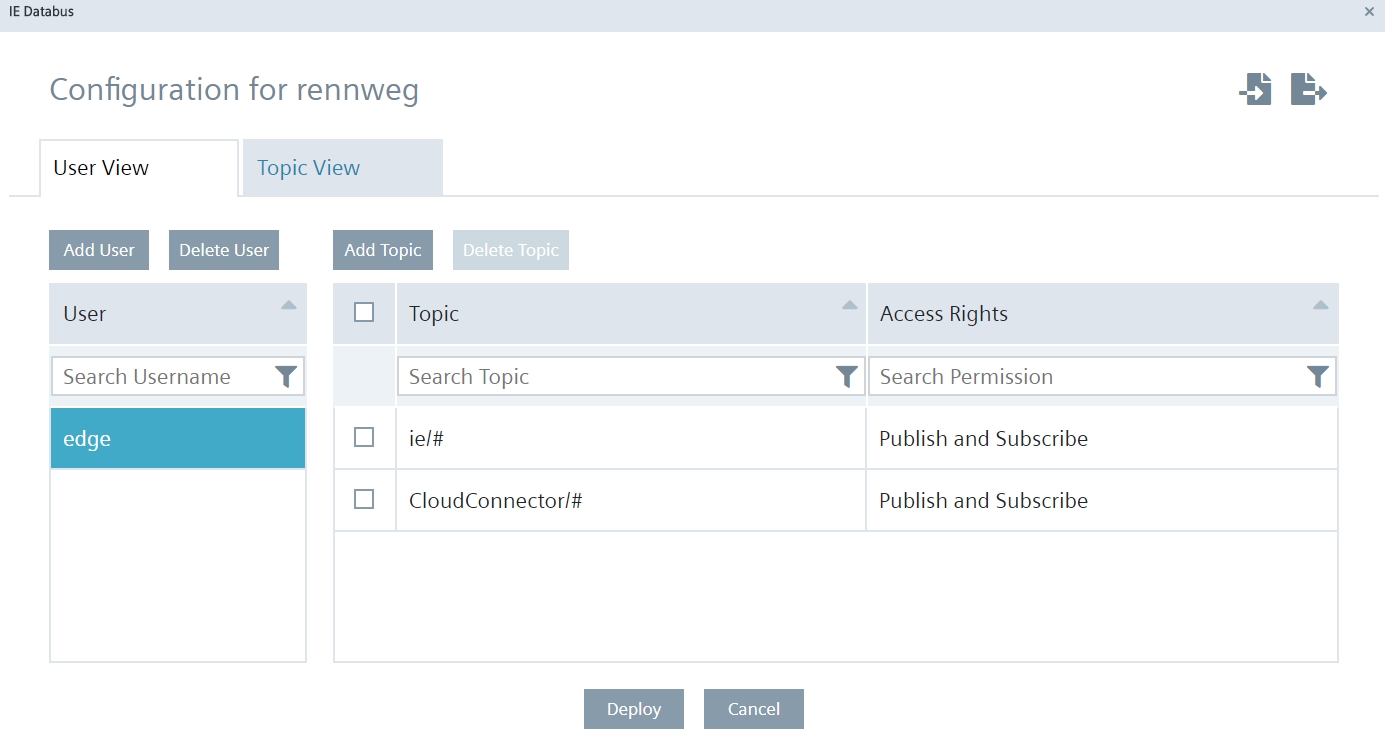 IE Databus
Configuration for rennweg
User View
Topic View
Add User
Delete User
Add Topic
Delete Topic
User
Topic
Access Rights
Search Username
Search Topic
Search Permission
edge
ie/#
Publish and Subscribe
CloudConnector/#
Publish and Subscribe
Deploy
Cancel